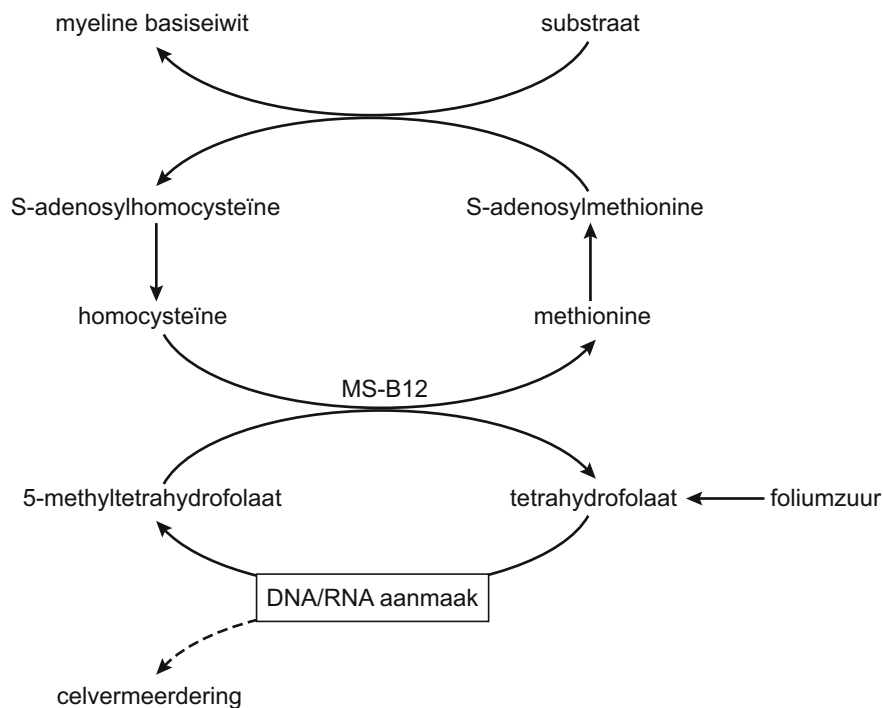 myeline basiseiwit
substraat
S-adenosylhomocysteïne
S-adenosylmethionine
homocysteïne
methionine
MS-B12
5-methyltetrahydrofolaat
tetrahydrofolaat
foliumzuur
DNA/RNA aanmaak
celvermeerdering